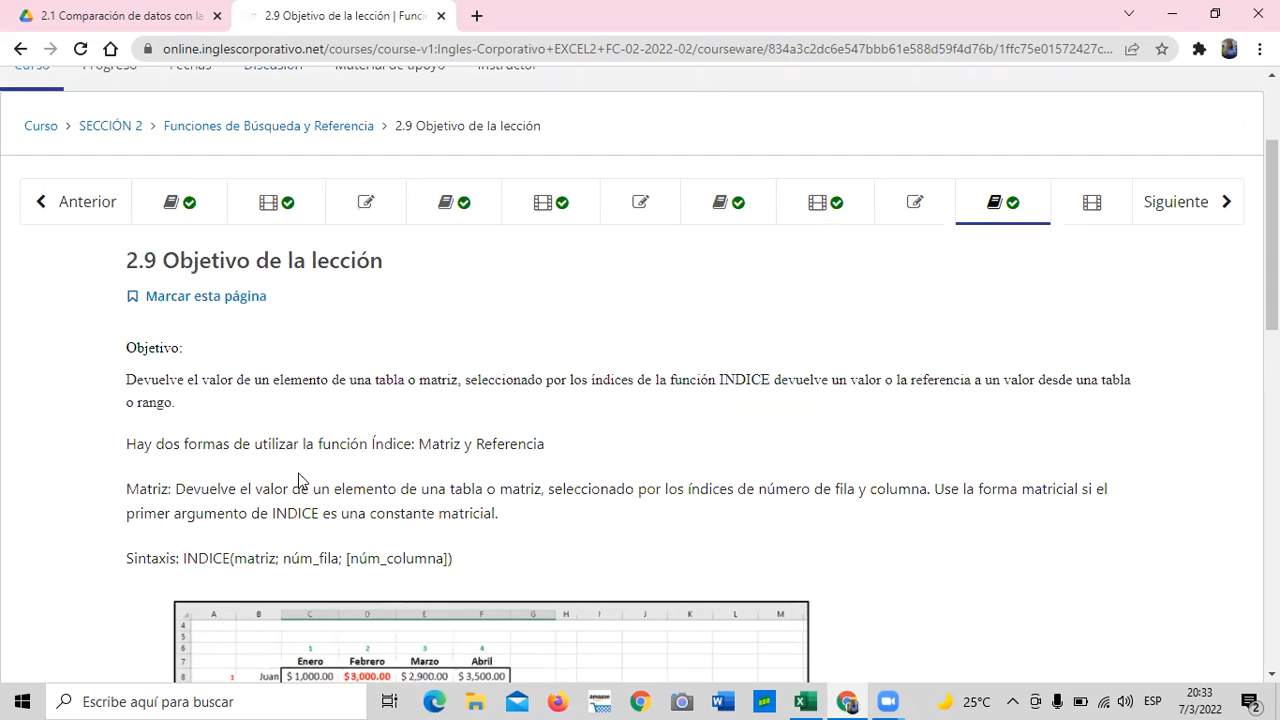 2.1 Comparación de datos con la
2.9 Objetivo de la lección | Funci
online.inglescorporativo.net/courses/course-v1:Ingles-Corporativo+EXCEL2+FC-02-2022-02/courseware/834a3c2dc6e547bbb61e588d59f4d76b/1ffc75e01572427c...
Curso Progreso Fechas Discusión Material de apoyo Instructor
Curso > SECCIÓN 2 > Funciones de Búsqueda y Referencia > 2.9 Objetivo de la lección
Anterior Siguiente
2.9 Objetivo de la lección
Marcar esta página
Objetivo:
Devuelve el valor de un elemento de una tabla o matriz, seleccionado por los índices de la función INDICE devuelve un valor o la referencia a un valor desde una tabla
o rango.
Hay dos formas de utilizar la función Índice: Matriz y Referencia
Matriz: Devuelve el valor de un elemento de una tabla o matriz, seleccionado por los índices de número de fila y columna. Use la forma matricial si el
primer argumento de INDICE es una constante matricial.
Sintaxis: INDICE(matriz; núm_fila; [núm_columna])
A B C D E F G H I J K L M
4
5
6 1 2 3 4
7 Enero Febrero Marzo Abril
8 1 Juan $ 1,000.00 $3,000.00 $ 2,900.00 $ 3,500.00
Escribe aquí para buscar
25°C ESP
20:33
7/3/2022
2